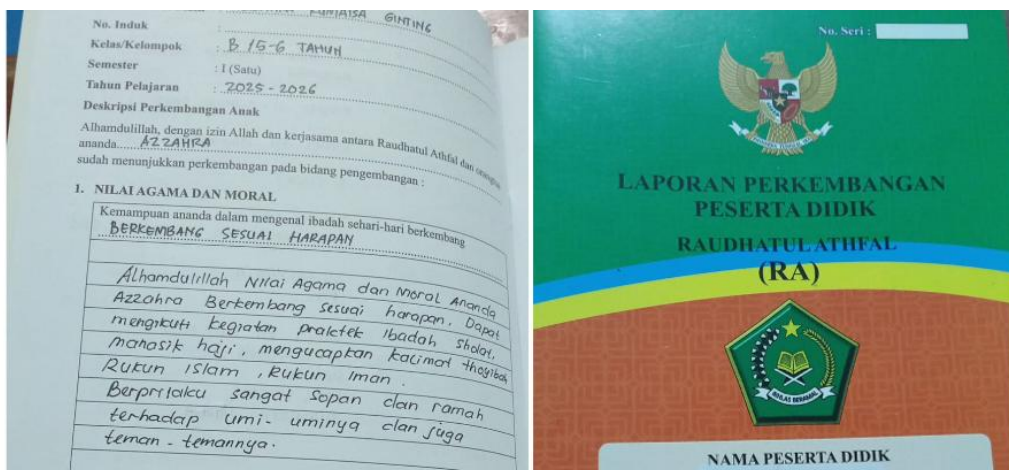 GINTING
No. Induk :
Kelas/Kelompok : B /5-6 TAHUN
Semester : I (Satu)
Tahun Pelajaran : 2025 - 2026
Deskripsi Perkembangan Anak
Alhamdulillah, dengan izin Allah dan kerjasama antara Raudhatul Athfal dan
ananda AZZAHRA
sudah menunjukkan perkembangan pada bidang pengembangan :
1. NILAI AGAMA DAN MORAL
Kemampuan ananda dalam mengenal ibadah sehari-hari berkembang
BERKEMBANG SESUAI HARAPAN
Alhamdulillah Nilai Agama dan Moral Ananda
Azzahra Berkembang sesuai harapan. Dapat
mengikuti kegiatan praktek Ibadah sholat,
manasik haji, mengucapkan kalimat thoyibah
Rukun islam, Rukun Iman.
Berprilaku sangat sopan dan ramah
terhadap umi-uminya dan juga
teman-temannya.
No. Seri :
LAPORAN PERKEMBANGAN
PESERTA DIDIK
RAUDHATUL ATHFAL
(RA)
IKHLAS BERAMAL
NAMA PESERTA DIDIK